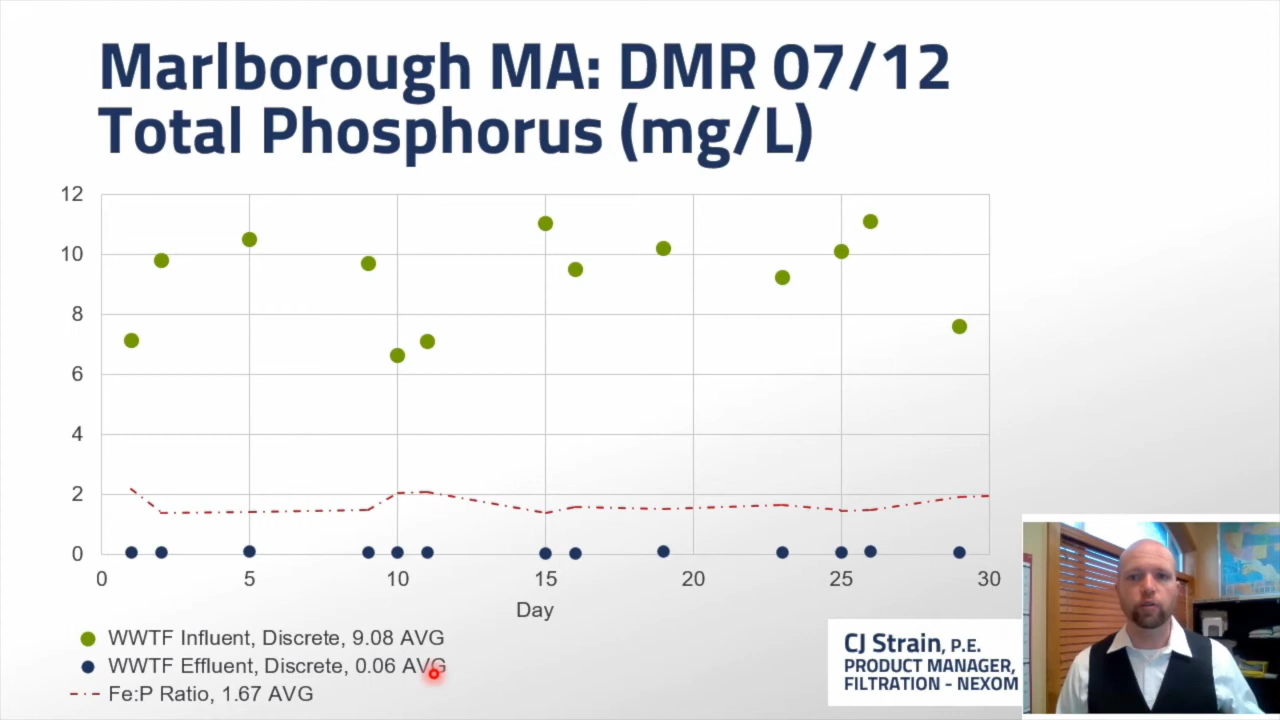 Marlborough MA: DMR 07/12
Total Phosphorus (mg/L)
12
10
8
6
4
2
0
0 5 10 15 20 25 30
Day
WWTF Influent, Discrete, 9.08 AVG
WWTF Effluent, Discrete, 0.06 AVG
Fe:P Ratio, 1.67 AVG
CJ Strain, P.E.
PRODUCT MANAGER,
FILTRATION - NEXOM